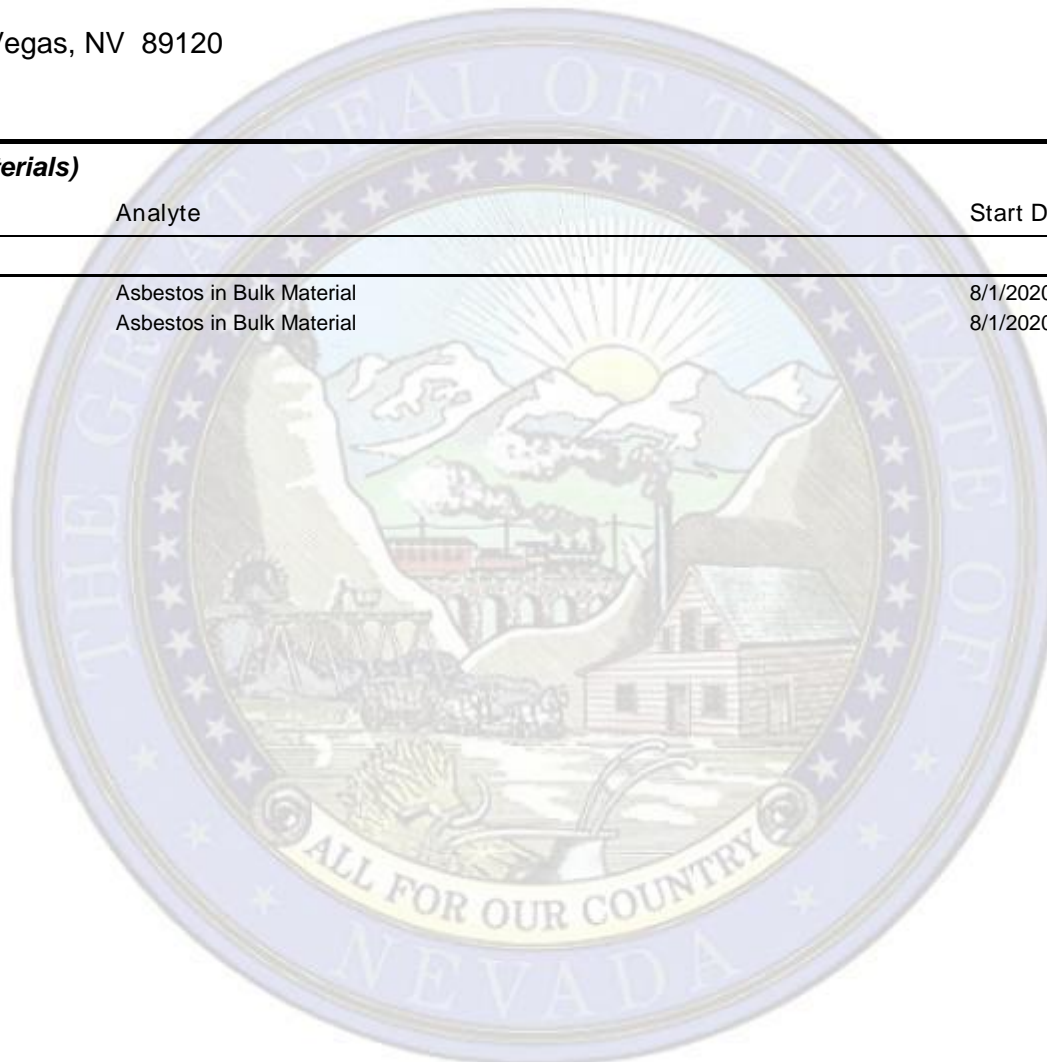 Vegas, NV 89120
erials)
Analyte
Start D
Asbestos in Bulk Material
8/1/2020
Asbestos in Bulk Material
8/1/2020
THE GREAT SEAL OF THE STATE OF
NEVADA
ALL FOR OUR COUNTRY